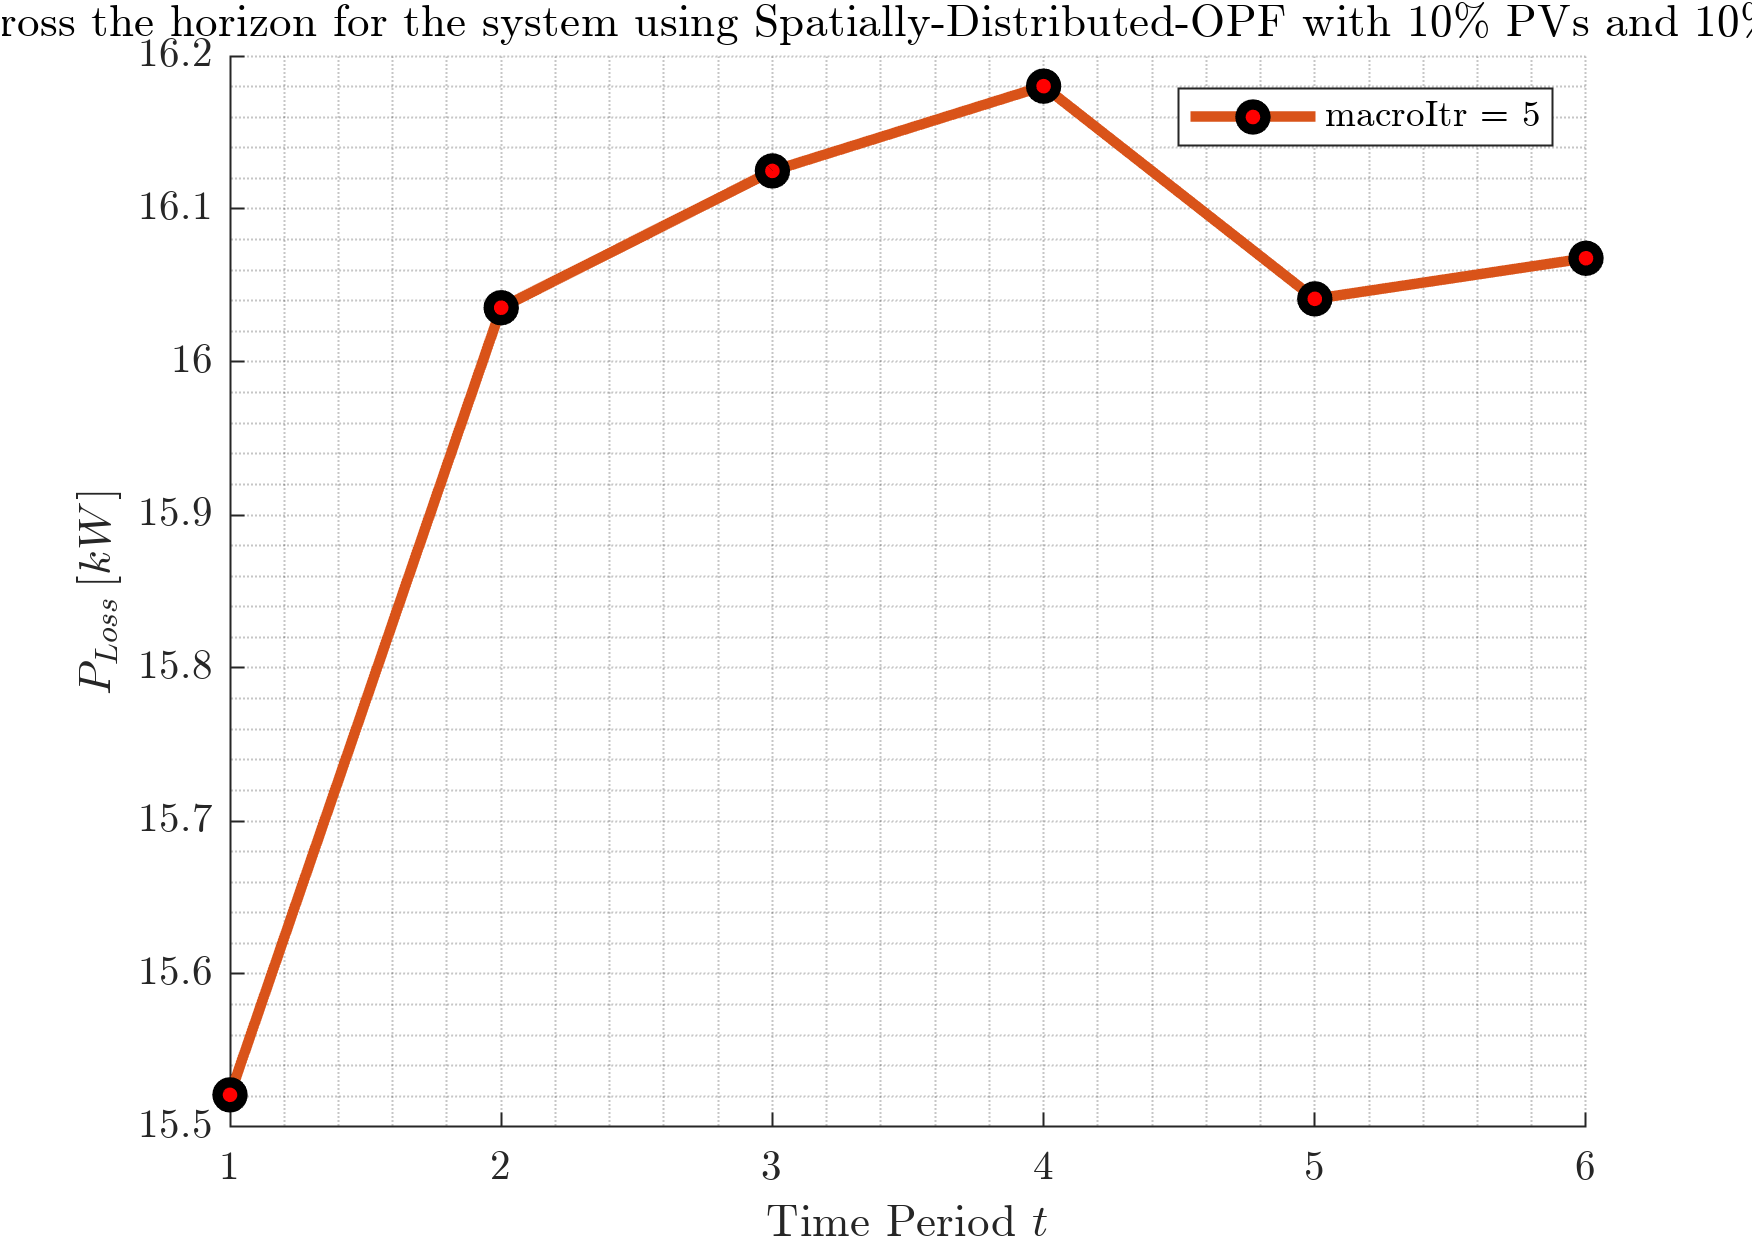 ross the horizon for the system using Spatially-Distributed-OPF with 10% PVs and 10%
macroItr = 5
16.2
16.1
16
15.9
15.8
15.7
15.6
15.5
P_Loss [kW]
1 2 3 4 5 6
Time Period t